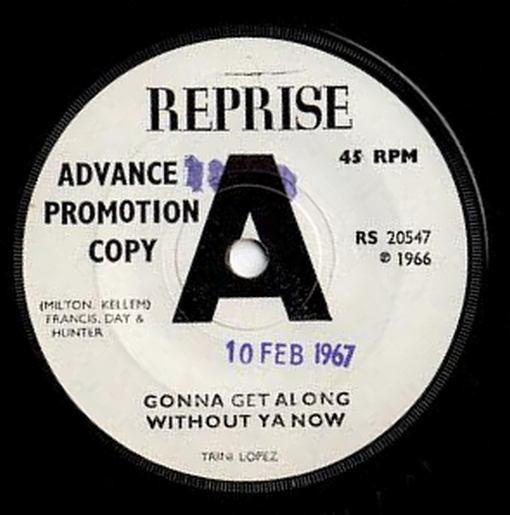 REPRISE
45 RPM
ADVANCE
PROMOTION
COPY
A
RS 20547
℗ 1966
(MILTON. KELLEM)
FRANCIS, DAY &
HUNTER
10 FEB 1967
GONNA GET ALONG
WITHOUT YA NOW
TRINI LOPEZ